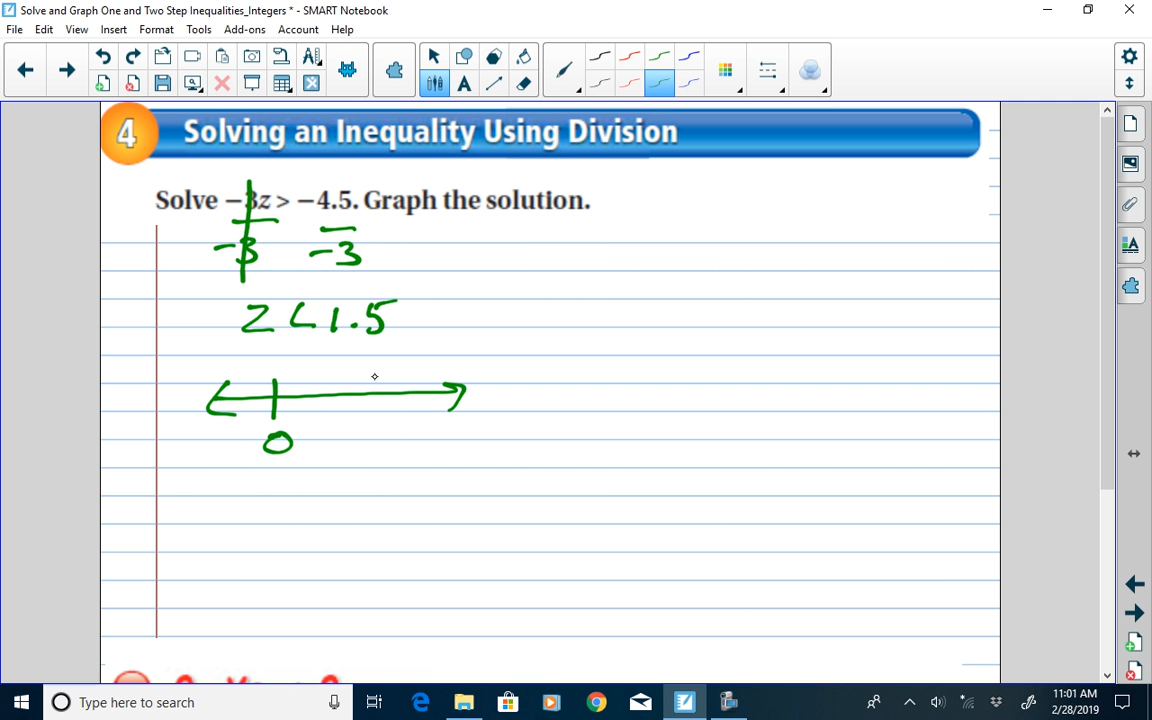 Solve and Graph One and Two Step Inequalities_Integers * - SMART Notebook
File Edit View Insert Format Tools Add-ons Account Help
4 Solving an Inequality Using Division
Solve −3z > −4.5. Graph the solution.
-3 -3
z < 1.5
0
Type here to search
11:01 AM
2/28/2019